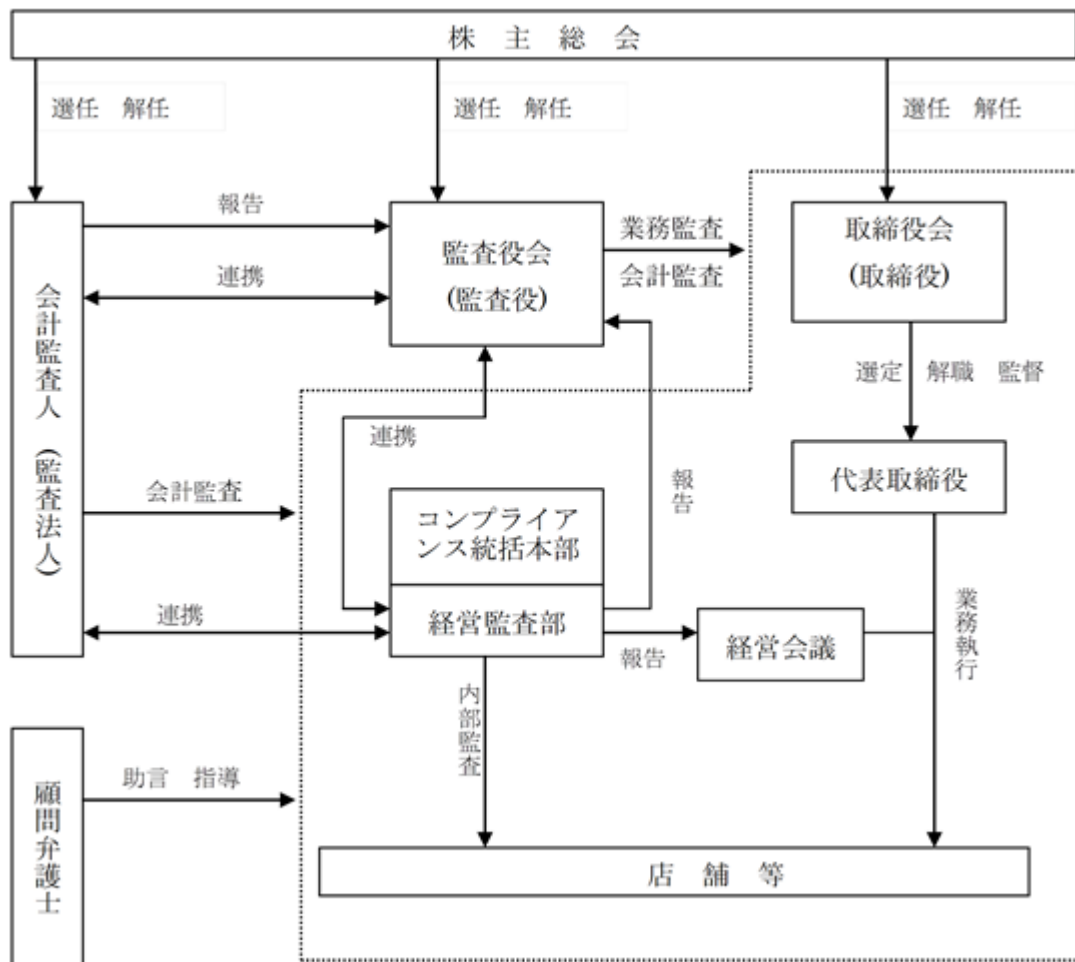 株 主 総 会
選任 解任
選任 解任
選任 解任
報告
連携
会計監査人 (監査法人)
監査役会
(監査役)
業務監査
会計監査
取締役会
(取締役)
選定 解職 監督
連携
会計監査
報告
代表取締役
コンプライア
ンス統括本部
経営監査部
連携
報告
経営会議
業務執行
内部監査
顧問弁護士
助言 指導
店 舗 等